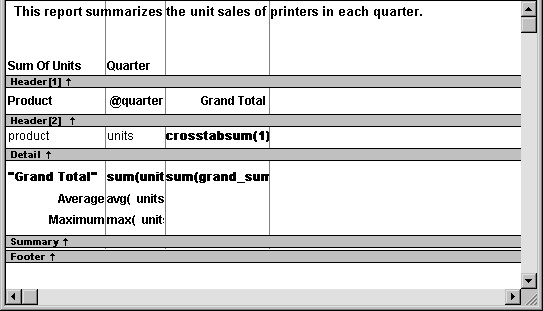 This report summarizes the unit sales of printers in each quarter.
Sum Of Units Quarter
Header[1] ↑
Product @quarter Grand Total
Header[2] ↑
product units crosstabsum(1)
Detail ↑
"Grand Total" sum(unit sum(grand_sum
Average avg( units
Maximum max( unit
Summary ↑
Footer ↑